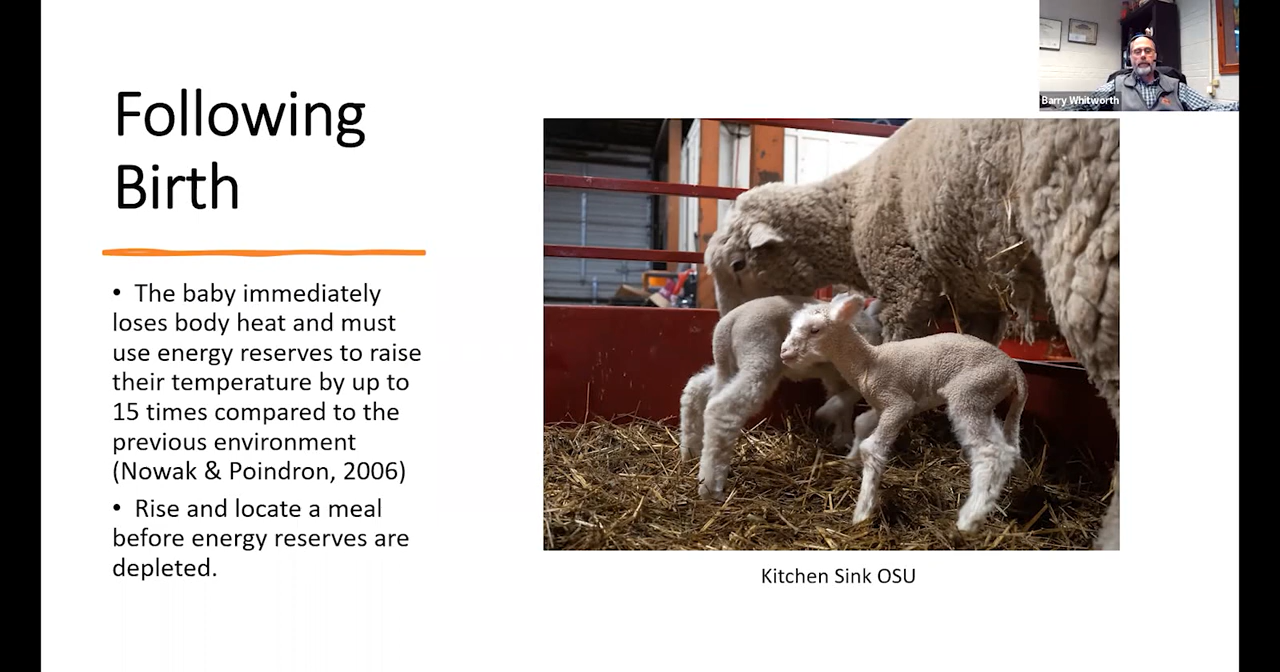 Following
Birth
• The baby immediately
loses body heat and must
use energy reserves to raise
their temperature by up to
15 times compared to the
previous environment
(Nowak & Poindron, 2006)
• Rise and locate a meal
before energy reserves are
depleted.
Barry Whitworth
Kitchen Sink OSU